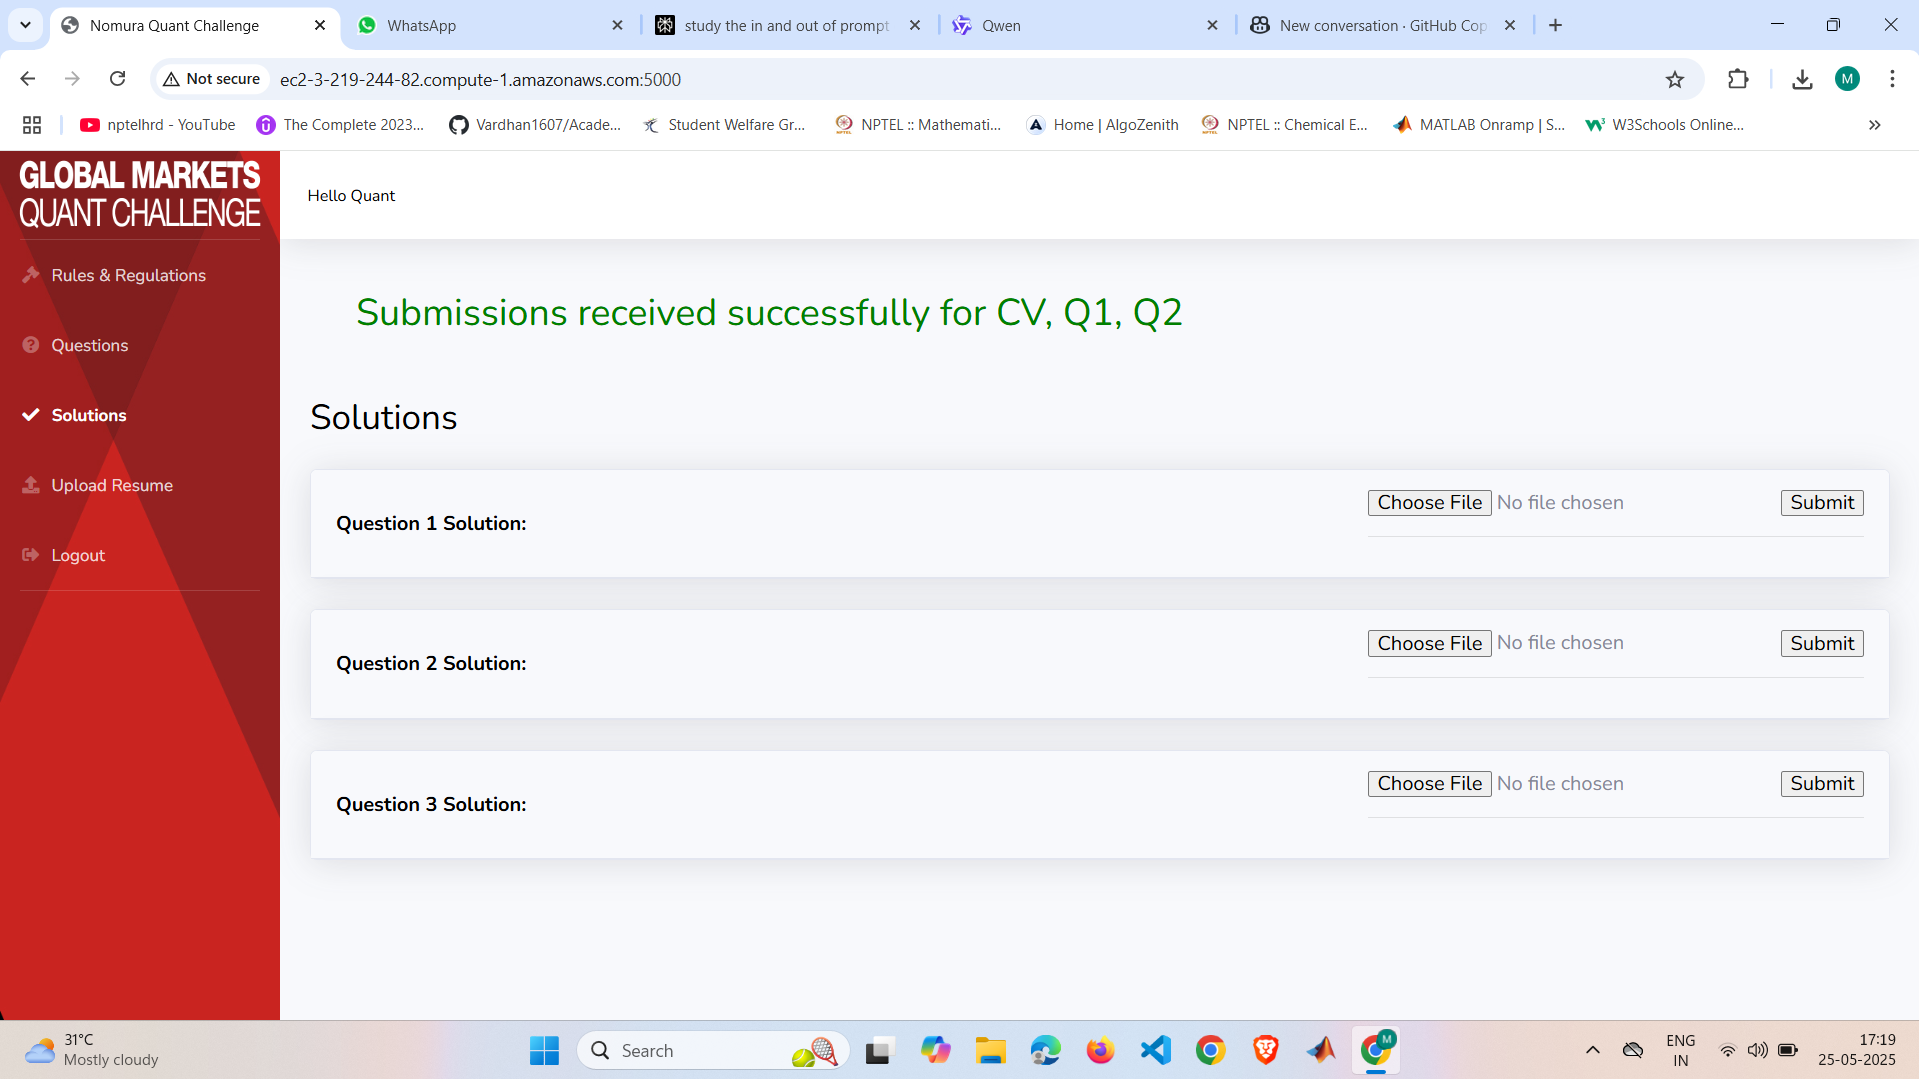 Nomura Quant Challenge
WhatsApp
study the in and out of prompt
Qwen
New conversation · GitHub Cop
Not secure
ec2-3-219-244-82.compute-1.amazonaws.com:5000
M
nptelhrd - YouTube
The Complete 2023...
Vardhan1607/Acade...
Student Welfare Gr...
NPTEL :: Mathemati...
Home | AlgoZenith
NPTEL :: Chemical E...
MATLAB Onramp | S...
W3Schools Online...
GLOBAL MARKETS
QUANT CHALLENGE
Rules & Regulations
Questions
Solutions
Upload Resume
Logout
Hello Quant
Submissions received successfully for CV, Q1, Q2
Solutions
Question 1 Solution:
Choose File No file chosen
Submit
Question 2 Solution:
Choose File No file chosen
Submit
Question 3 Solution:
Choose File No file chosen
Submit
31°C
Mostly cloudy
Search
M
ENG
IN
17:19
25-05-2025